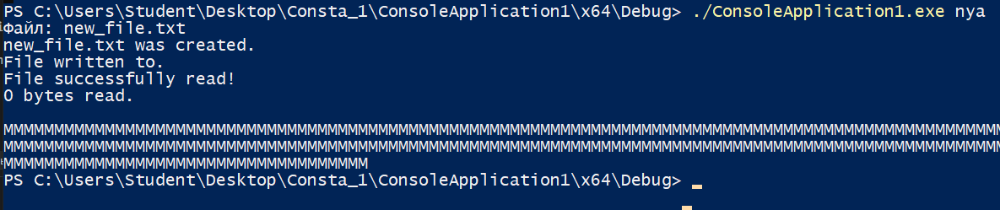 PS C:\Users\Student\Desktop\Consta_1\ConsoleApplication1\x64\Debug> ./ConsoleApplication1.exe nya
Файл: new_file.txt
new_file.txt was created.
File written to.
File successfully read!
0 bytes read.
MMMMMMMMMMMMMMMMMMMMMMMMMMMMMMMMMMMMMMMMMMMMMMMMMMMMMMMMMMMMMMMMMMMMMMMMMMMMMMMMMMMMMMMMMMMMMMMMMMM
MMMMMMMMMMMMMMMMMMMMMMMMMMMMMMMMMMMMMMMMMMMMMMMMMMMMMMMMMMMMMMMMMMMMMMMMMMMMMMMMMMMMMMMMMMMMMMMMMMM
MMMMMMMMMMMMMMMMMMMMMMMMMMMMMMMMMMMM
PS C:\Users\Student\Desktop\Consta_1\ConsoleApplication1\x64\Debug>